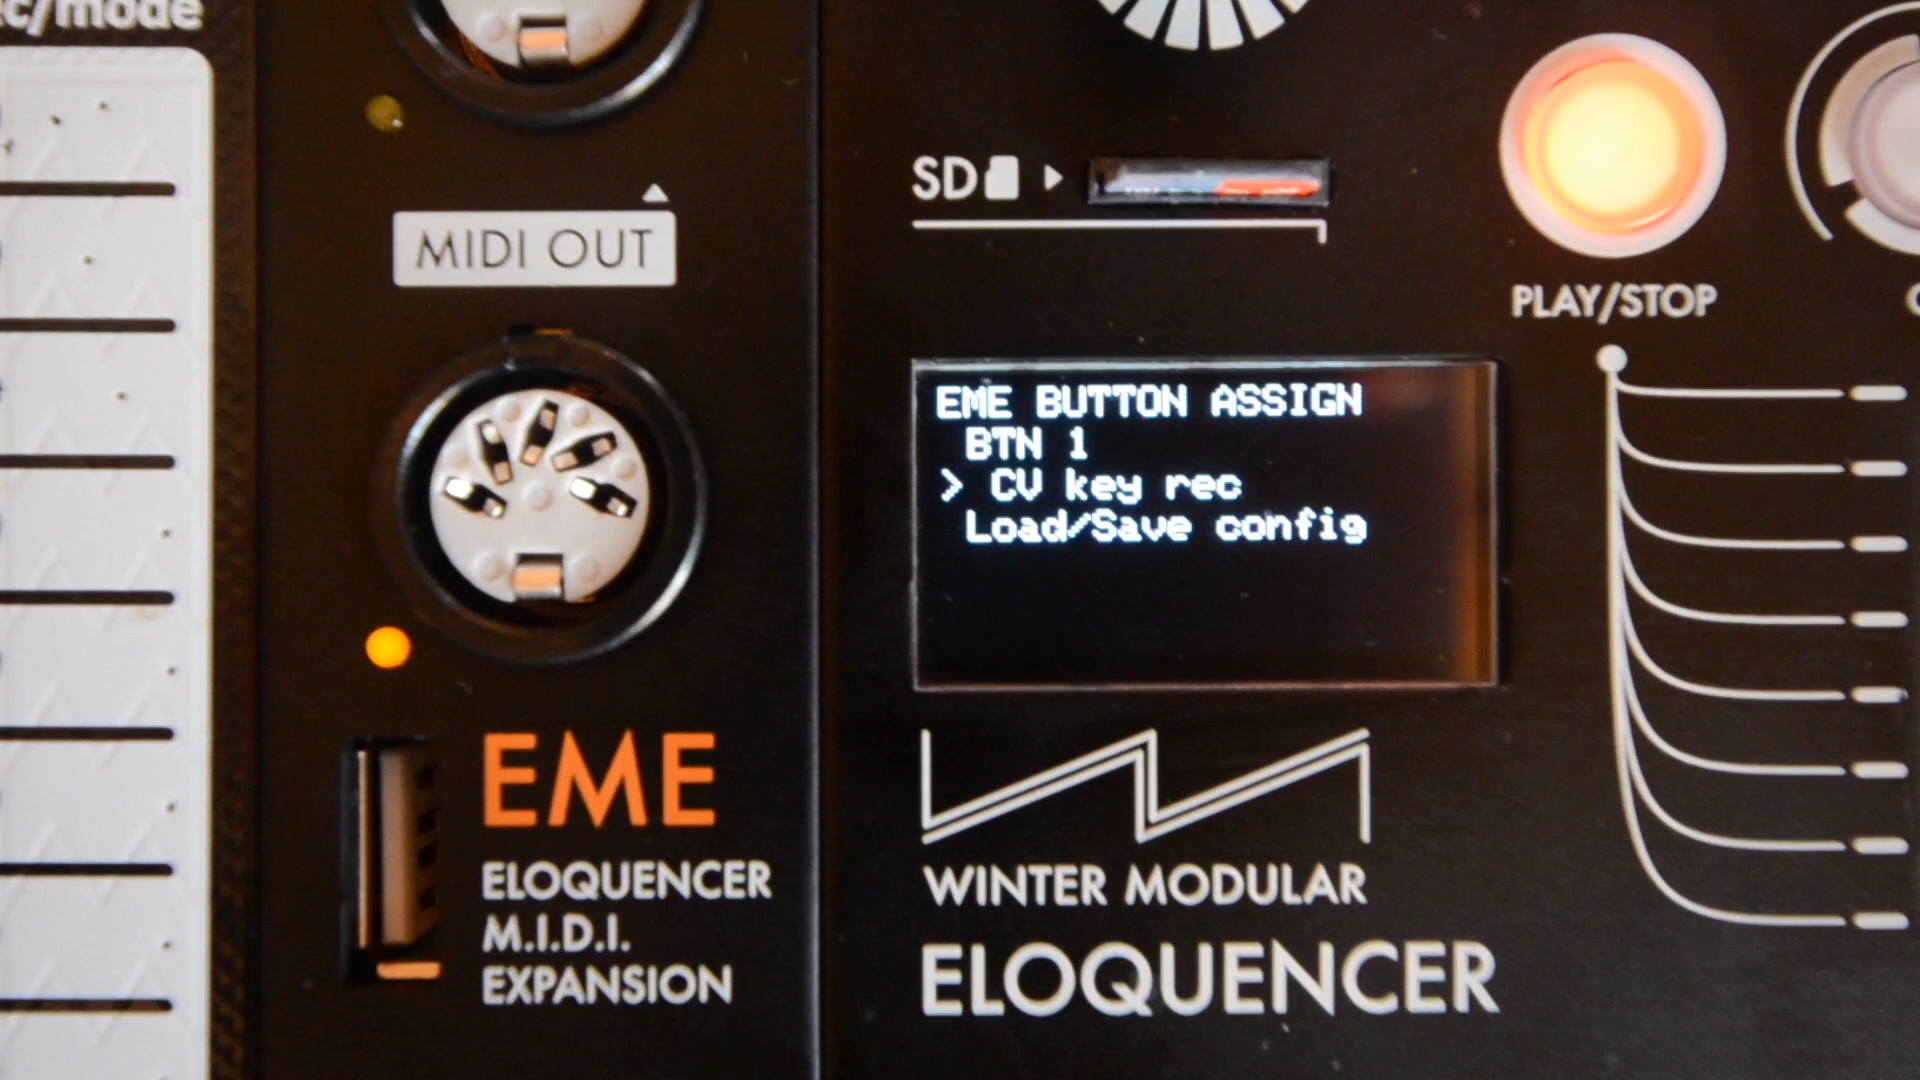 c/mode
MIDI OUT
SD
PLAY/STOP
EME BUTTON ASSIGN
BTN 1
> CV key rec
Load/Save config
EME
ELOQUENCER
M.I.D.I.
EXPANSION
WINTER MODULAR
ELOQUENCER